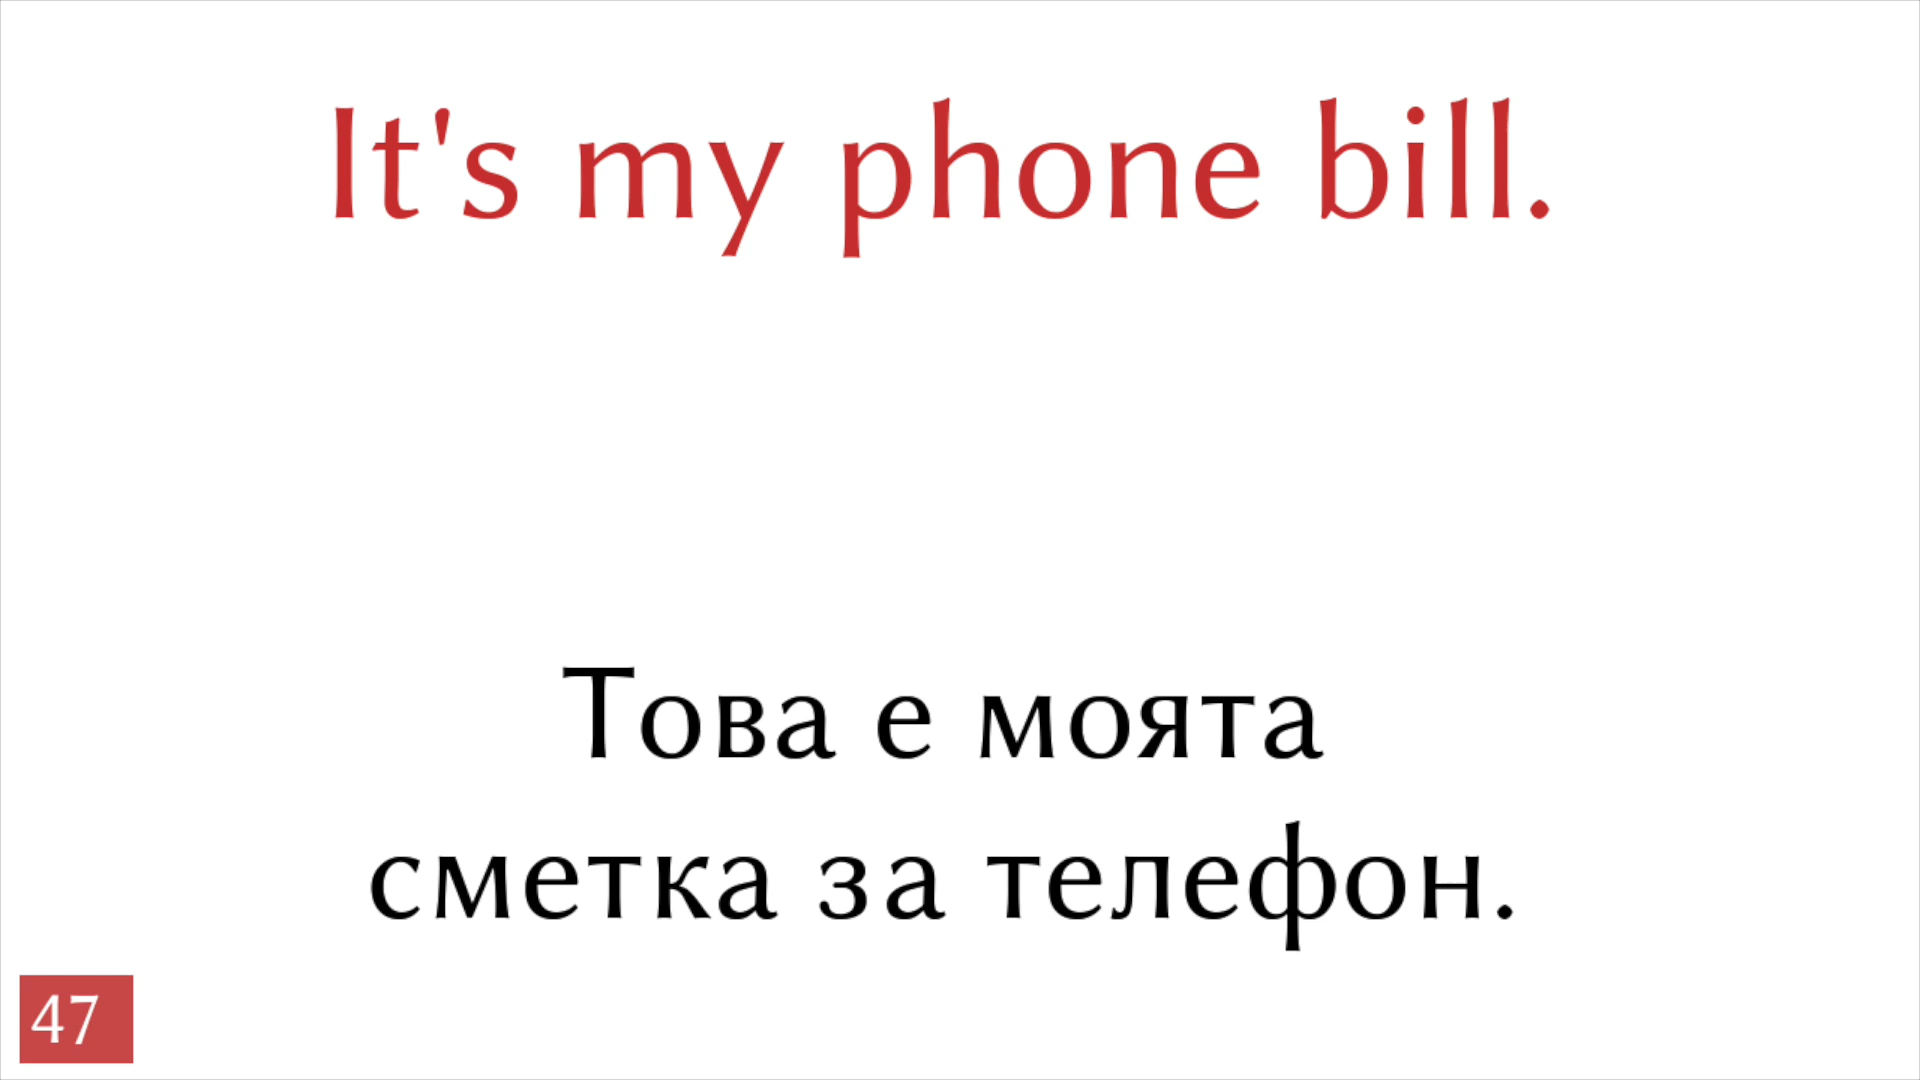 It's my phone bill.
Това е моята
сметка за телефон.
47